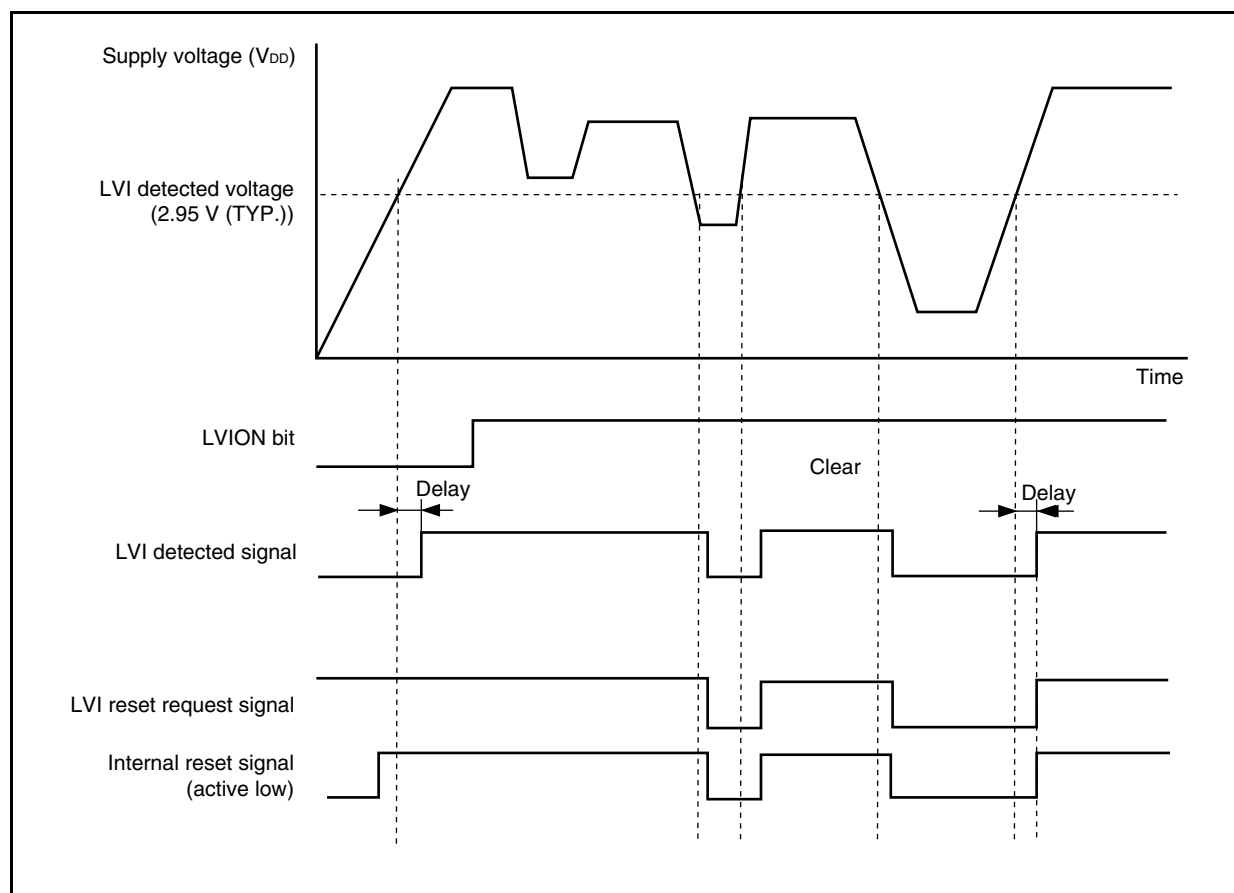 Supply voltage (VDD)
LVI detected voltage
(2.95 V (TYP.))
Time
LVION bit
Clear
Delay
Delay
LVI detected signal
LVI reset request signal
Internal reset signal
(active low)